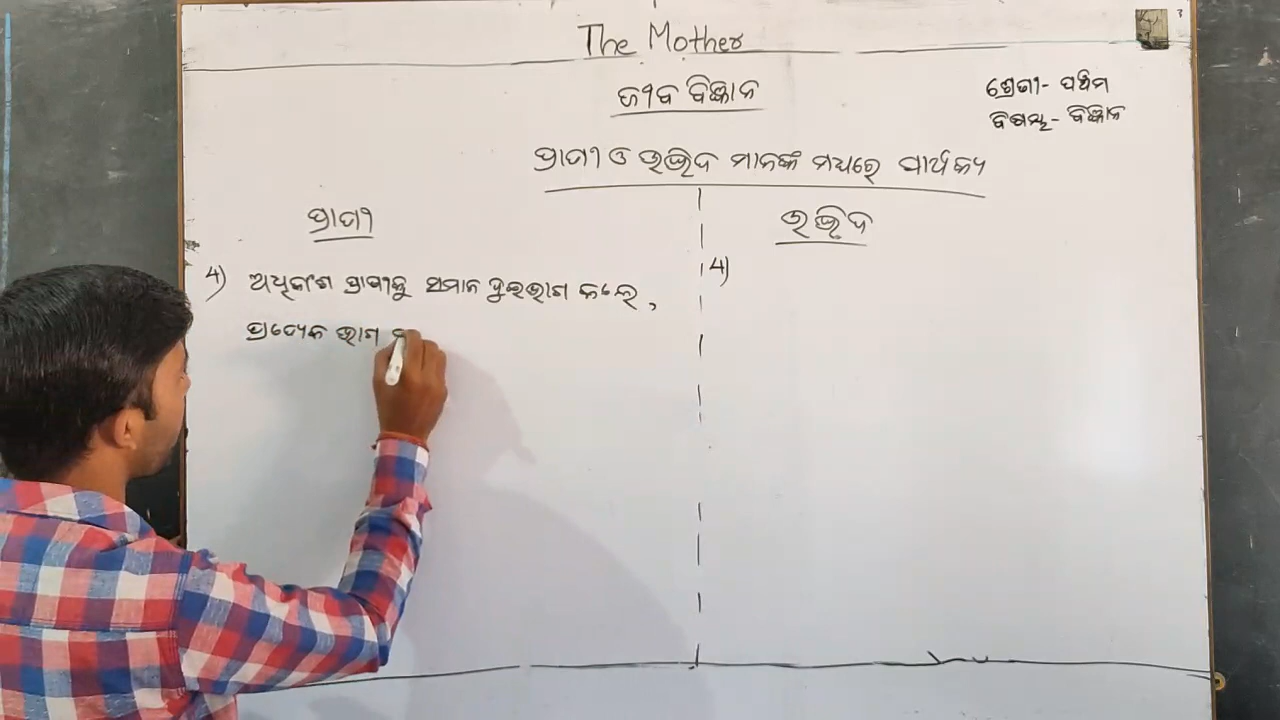 The Mother
ଜୀବ ବିଜ୍ଞାନ
ଶ୍ରେଣୀ- ପଞ୍ଚମ
ବିଷୟ- ବିଜ୍ଞାନ
ପ୍ରାଣୀ ଓ ଉଦ୍ଭିଦ ମାନଙ୍କ ମଧ୍ୟରେ ପାର୍ଥକ୍ୟ
ପ୍ରାଣୀ
4) ଅଧିକାଂଶ ପ୍ରାଣୀକୁ ସମାନ ଦୁଇଭାଗ କଲେ,
ପ୍ରତ୍ୟେକ ଭାଗ
ଉଦ୍ଭିଦ
4)